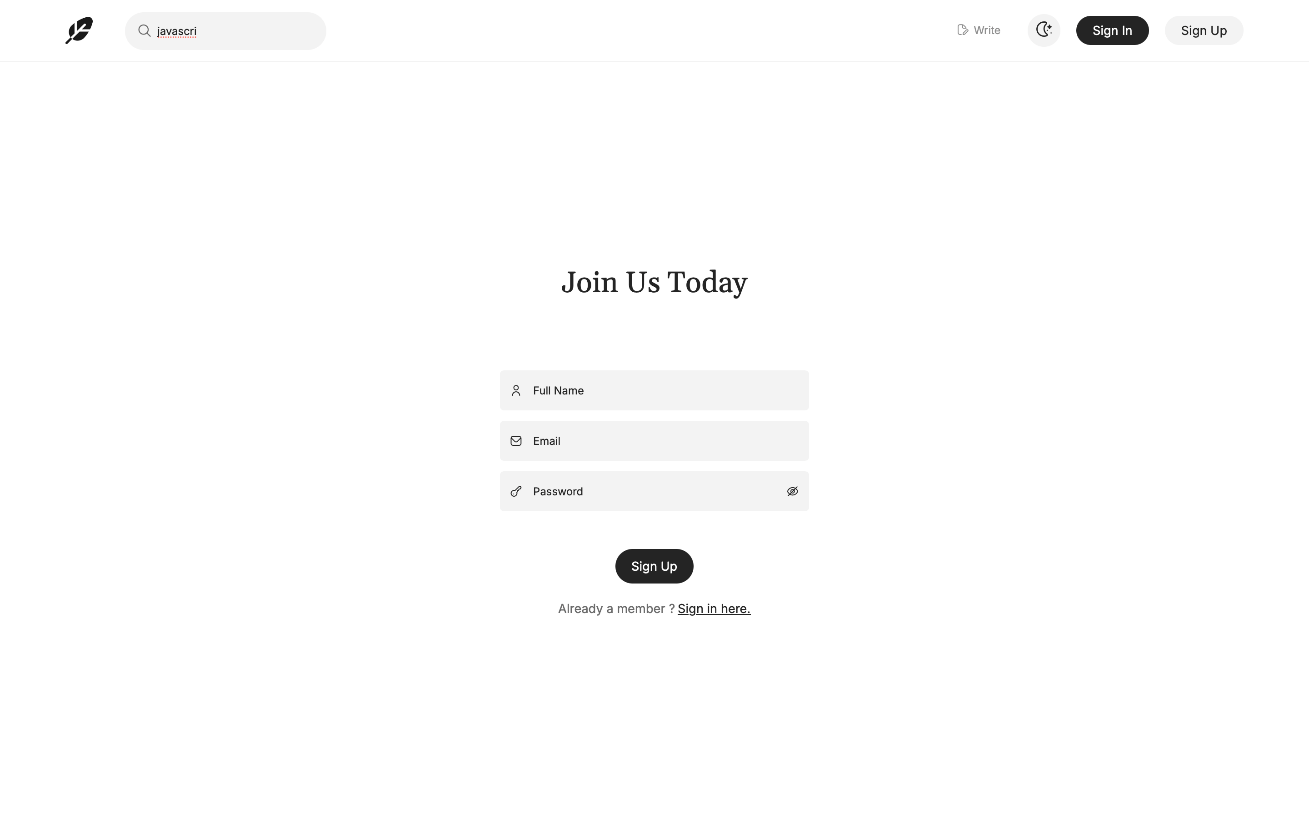 javascri
Write
Sign In
Sign Up
Join Us Today
Full Name
Email
Password
Sign Up
Already a member ? Sign in here.